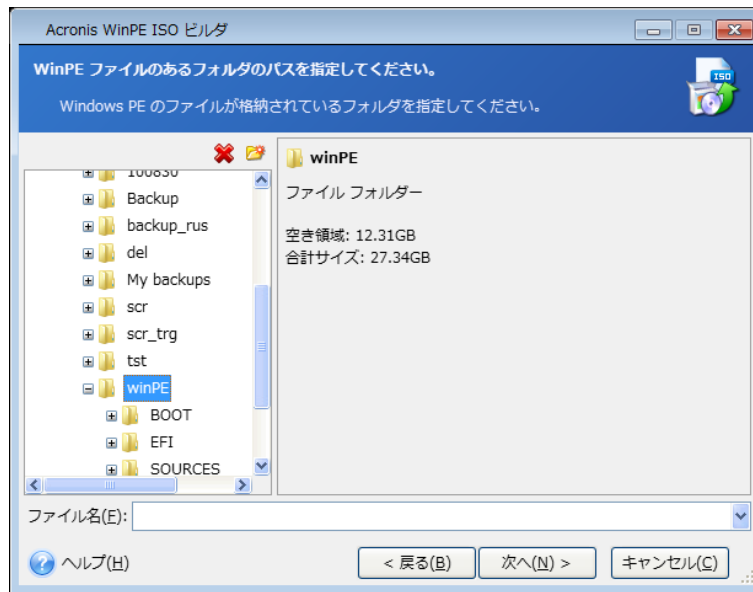 Acronis WinPE ISO ビルダ
WinPE ファイルのあるフォルダのパスを指定してください。
Windows PE のファイルが格納されているフォルダを指定してください。
ISO
100830
Backup
backup_rus
del
My backups
scr
scr_trg
tst
winPE
BOOT
EFI
SOURCES
winPE
ファイル フォルダー
空き領域: 12.31GB
合計サイズ: 27.34GB
ファイル名(F):
ヘルプ(H)
< 戻る(B)
次へ(N) >
キャンセル(C)